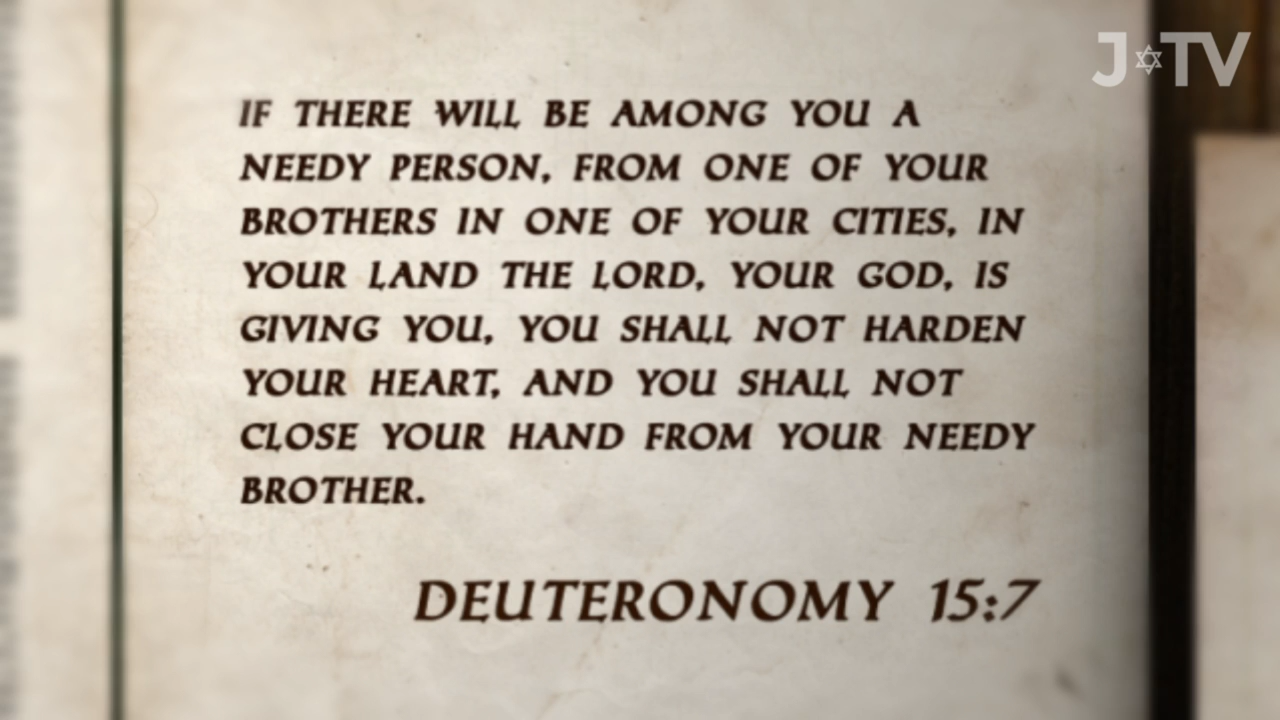 J✡TV
IF THERE WILL BE AMONG YOU A
NEEDY PERSON, FROM ONE OF YOUR
BROTHERS IN ONE OF YOUR CITIES, IN
YOUR LAND THE LORD, YOUR GOD, IS
GIVING YOU, YOU SHALL NOT HARDEN
YOUR HEART, AND YOU SHALL NOT
CLOSE YOUR HAND FROM YOUR NEEDY
BROTHER.
DEUTERONOMY 15:7